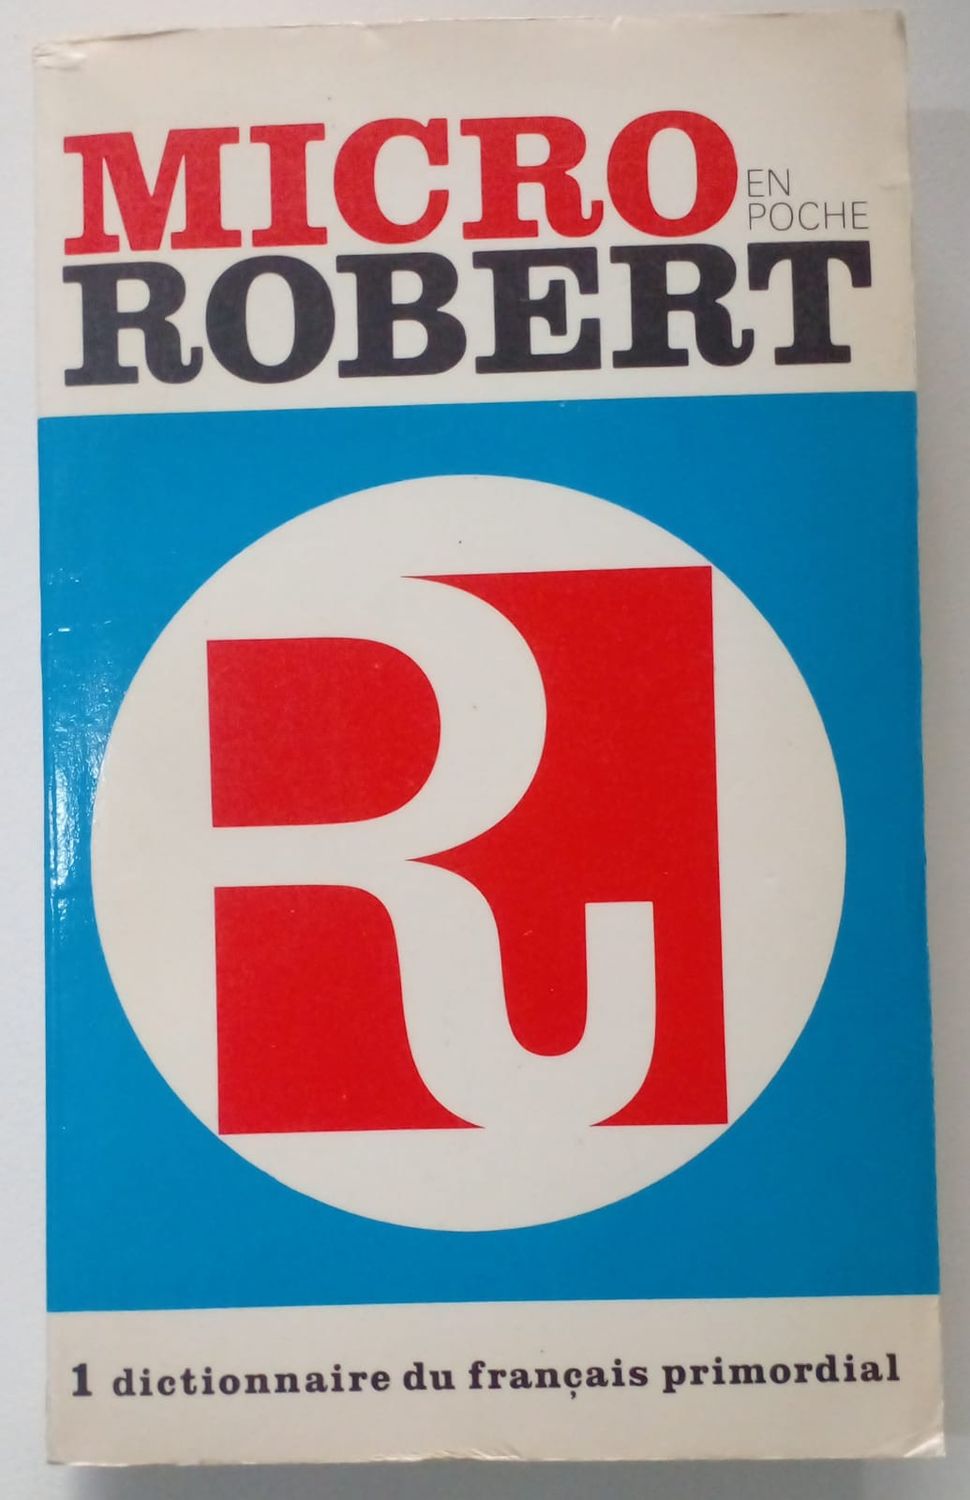 MICRO
EN
POCHE
ROBERT
R
1 dictionnaire du français primordial